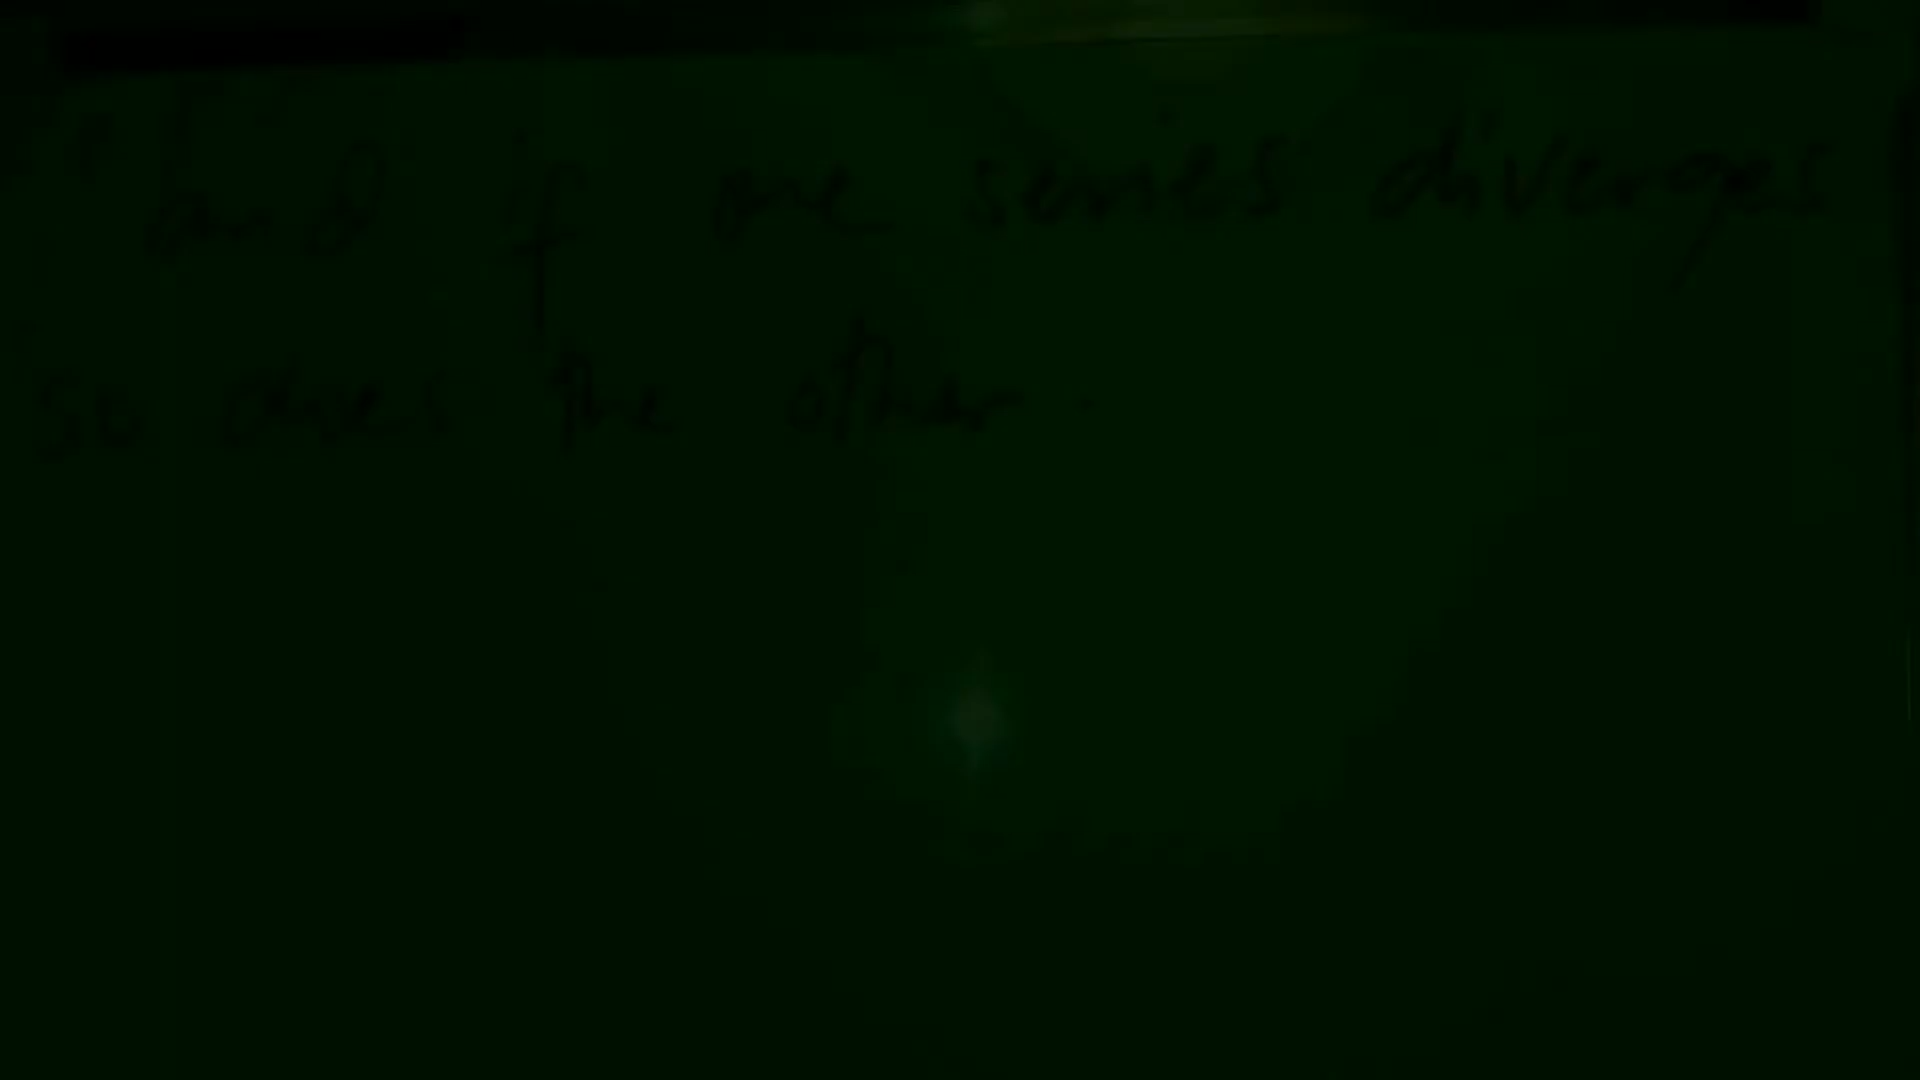 and if one series diverges
so does the other.